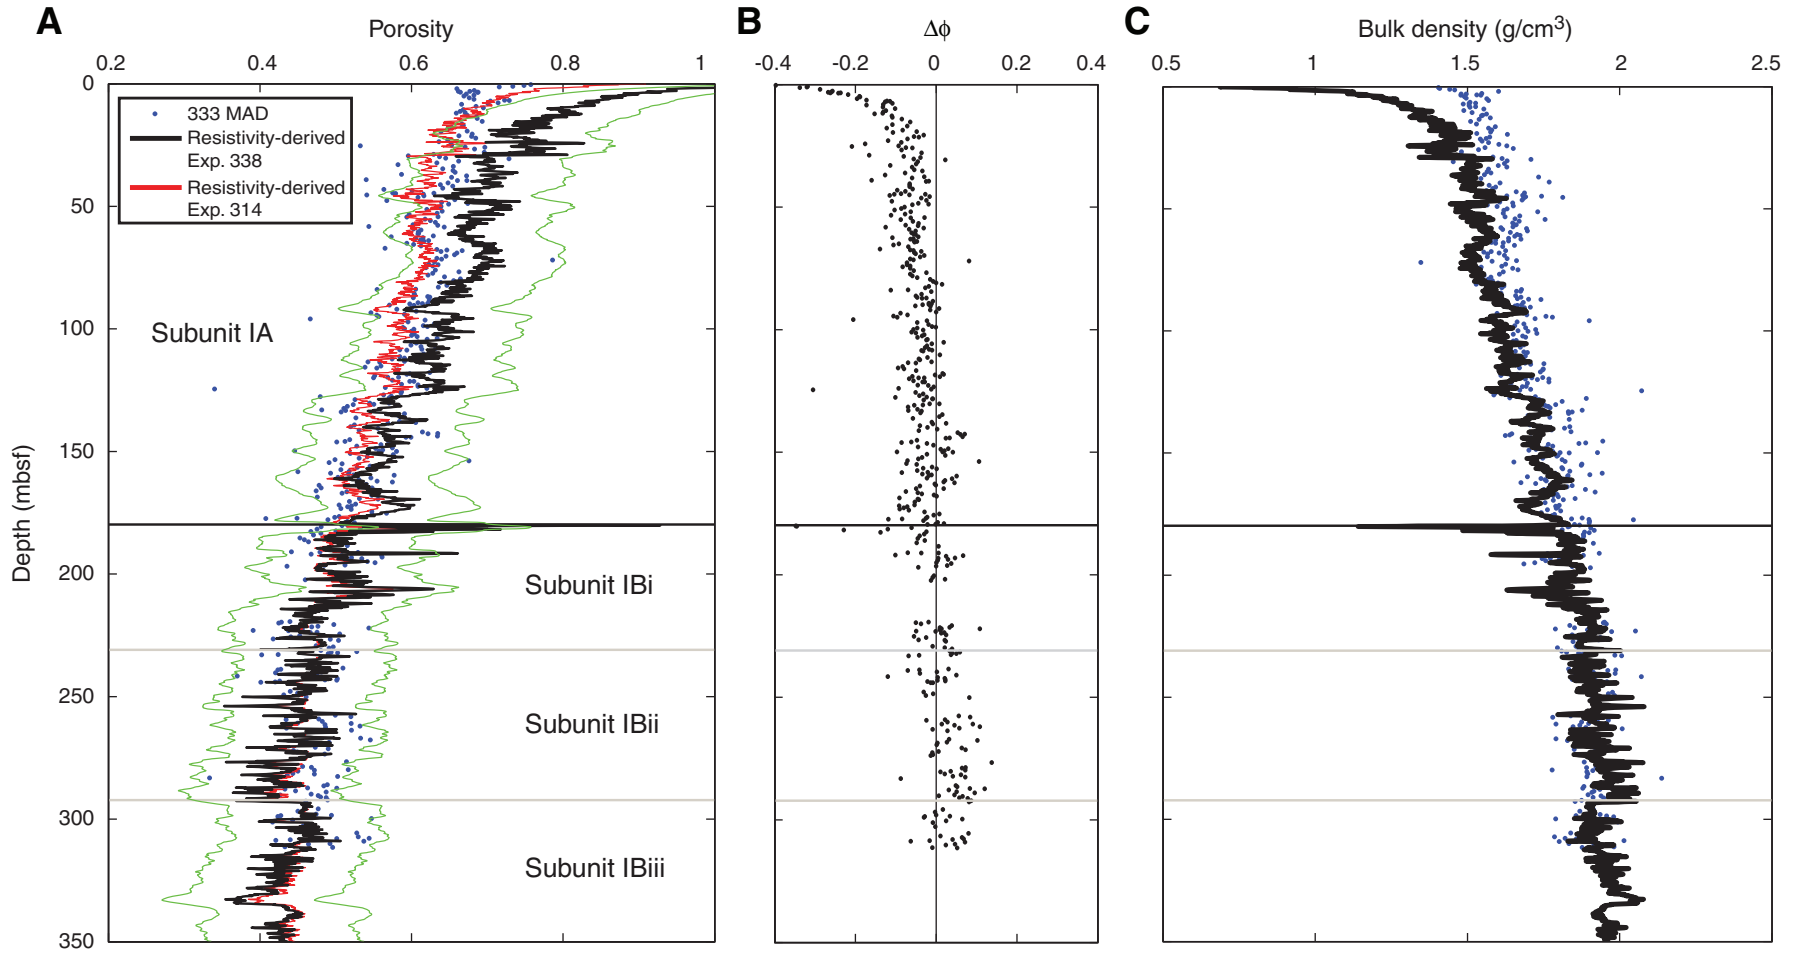 A
Porosity
0.2
0.4
0.6
0.8
1
0
50
100
150
200
250
300
350
Depth (mbsf)
333 MAD
Resistivity-derived
Exp. 338
Resistivity-derived
Exp. 314
Subunit IA
Subunit IBi
Subunit IBii
Subunit IBiii
B
Δϕ
-0.4
-0.2
0
0.2
0.4
C
Bulk density (g/cm³)
0.5
1
1.5
2
2.5